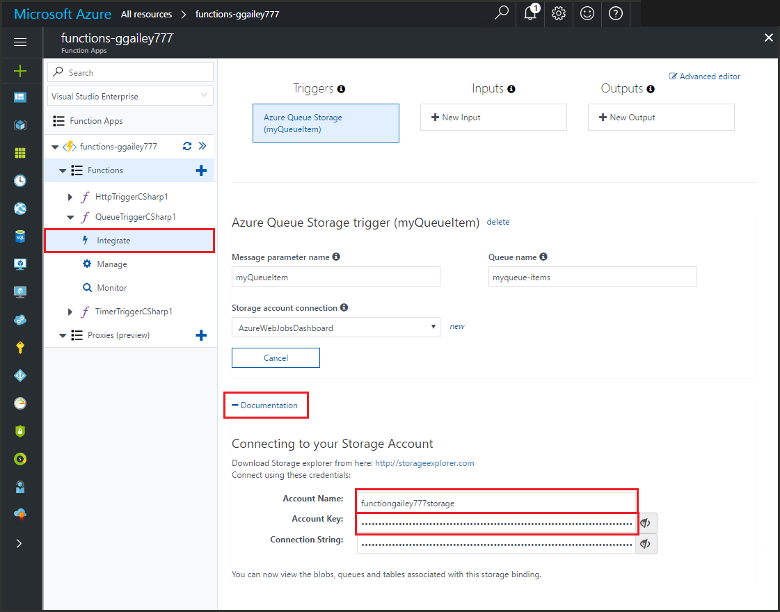 Microsoft Azure All resources > functions-ggailey777
1
functions-ggailey777
Function Apps
Search
Visual Studio Enterprise
Function Apps
functions-ggailey777
Functions
HttpTriggerCSharp1
QueueTriggerCSharp1
Integrate
Manage
Monitor
TimerTriggerCSharp1
Proxies (preview)
Advanced editor
Triggers Inputs Outputs
Azure Queue Storage
(myQueueItem)
New Input
New Output
Azure Queue Storage trigger (myQueueItem) delete
Message parameter name Queue name
myQueueItem myqueue-items
Storage account connection
AzureWebJobsDashboard new
Cancel
Documentation
Connecting to your Storage Account
Download Storage explorer from here: http://storageexplorer.com
Connect using these credentials:
Account Name: functiongailey777storage
Account Key:
Connection String:
You can now view the blobs, queues and tables associated with this storage binding.